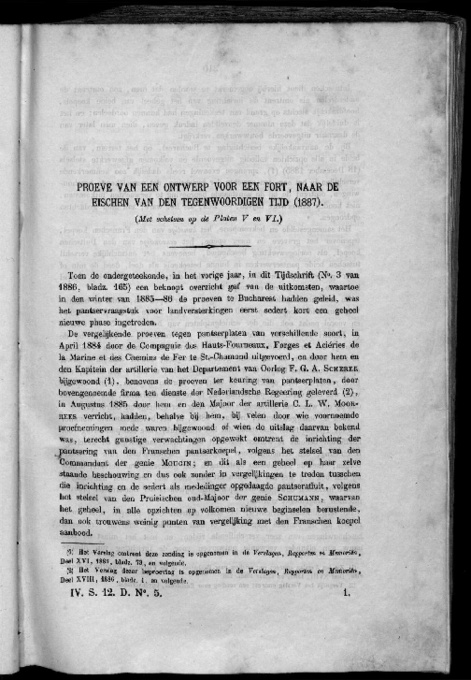 PROEVE VAN EEN ONTWERP VOOR EEN FORT, NAAR DE
EISCHEN VAN DEN TEGENWOORDIGEN TIJD (1887).
(Met schetsen op de Platen V en VI.)
Toen de ondergeteekende, in het vorige jaar, in dit Tijdschrift (No. 3 van
1886, bladz. 165) een beknopt overzicht gaf van de uitkomsten, waartoe
in den winter van 1885—86 de proeven te Bucharest hadden geleid, was
het pantservraagstuk voor landversterkingen eerst sedert kort een geheel
nieuwe phase ingetreden.
De vergelijkende proeven tegen pantserplaten van verschillende soort, in
April 1884 door de Compagnie des Hauts-Fourneaux, Forges et Aciéries de
la Marine et des Chemins de Fer te St.-Chamond uitgevoerd, en door hem en
den Kapitein der artillerie van het Departement van Oorlog F. G. A. SCHERER
bijgewoond (1), benevens de proeven ter keuring van pantserplaten, door
bovengenoemde firma ten dienste der Nederlandsche Regeering geleverd (2),
in Augustus 1885 door hem en den Majoor der artillerie C. L. W.
verricht, hadden, behalve bij hem, bij velen door wie voornoemde
proefnemingen mede waren bijgewoond of wien de uitslag daarvan bekend
was, terecht gunstige verwachtingen opgewekt omtrent de inrichting der
pantsering van den Franschen pantserkoepel, volgens het stelsel van den
Commandant der genie MOUGIN; en dit als een geheel op haar zelve
staande beschouwing en dus ook zonder in vergelijkingen te treden tusschen
die inrichting en de sedert als mededinger opgedaagde pantseraffuit, volgens
het stelsel van den Pruisischen oud-Majoor der genie SCHUMANN, waarvan
het geheel, in alle opzichten op volkomen nieuwe beginselen berustende,
dan ook trouwens weinig punten van vergelijking met den Franschen koepel
aanbood.
(1) Het Verslag omtrent deze zending is opgenomen in de Verslagen, Rapporten en Memoriën,
Deel XVI, 1884, bladz. 73, en volgende.
(2) Het Verslag dezer beproeving is opgenomen in de Verslagen, Rapporten en Memoriën,
Deel XVIII, 1886, bladz. 1, en volgende.
IV. S. 12. D. No. 5. 1.